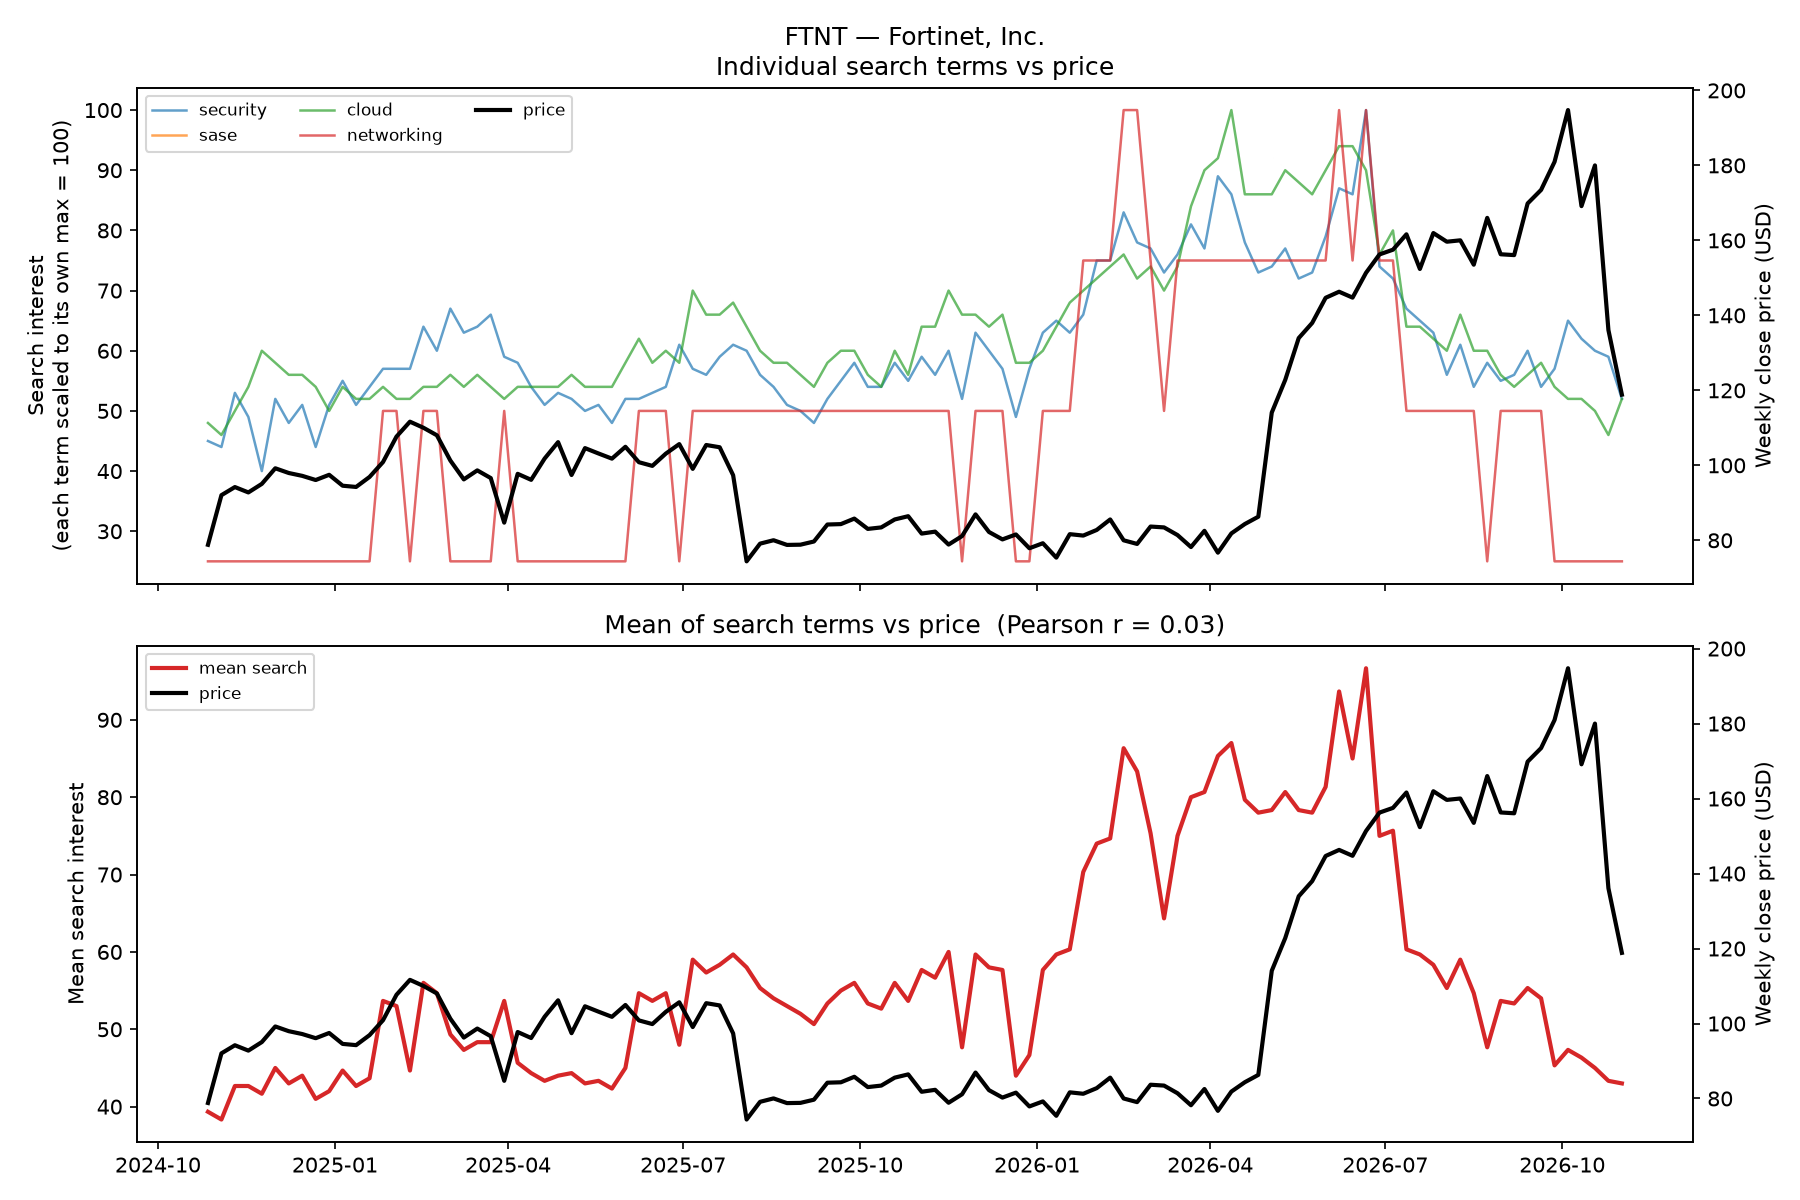 FTNT — Fortinet, Inc.
Individual search terms vs price
security
sase
cloud
networking
price
Search interest
(each term scaled to its own max = 100)
100
90
80
70
60
50
40
30
200
180
160
140
120
100
80
Weekly close price (USD)
Mean of search terms vs price (Pearson r = 0.03)
mean search
price
Mean search interest
90
80
70
60
50
40
200
180
160
140
120
100
80
Weekly close price (USD)
2024-10
2025-01
2025-04
2025-07
2025-10
2026-01
2026-04
2026-07
2026-10